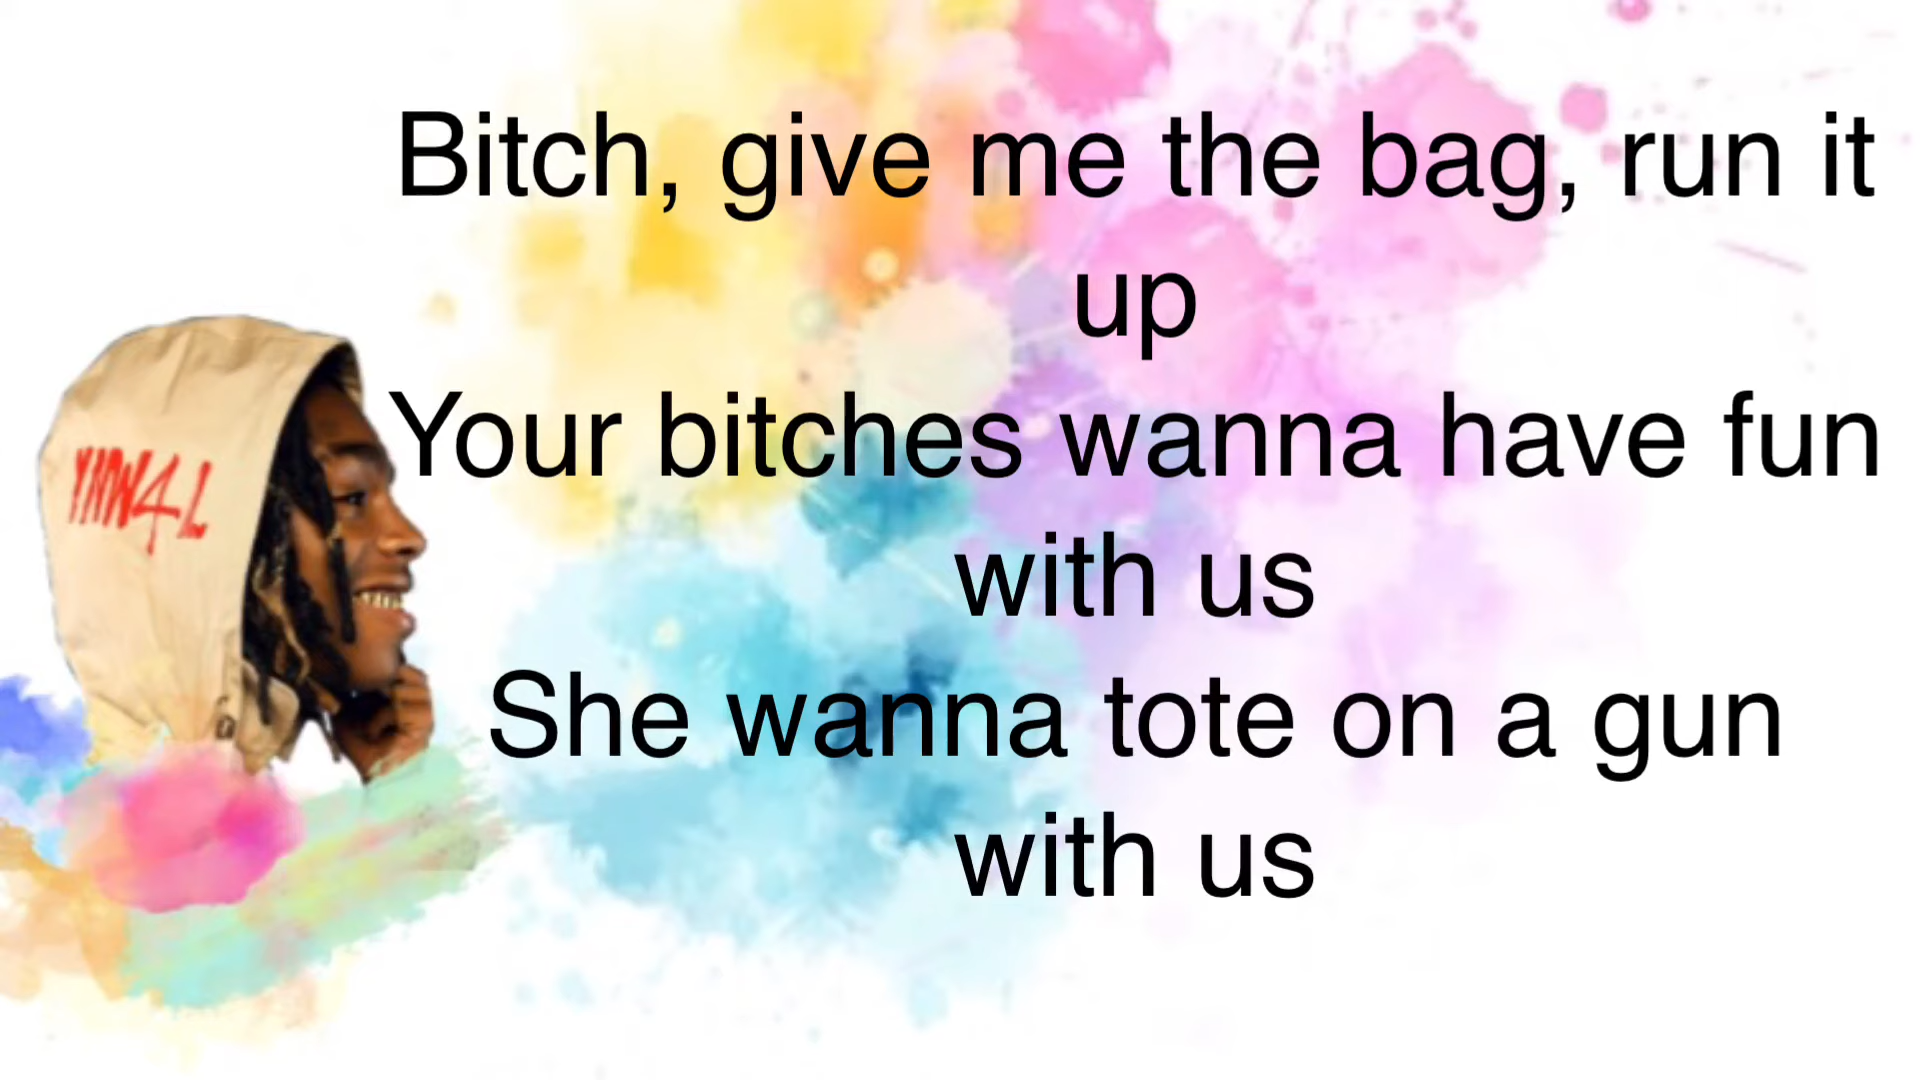 Bitch, give me the bag, run it
up
Your bitches wanna have fun
with us
She wanna tote on a gun
with us
YNW4L